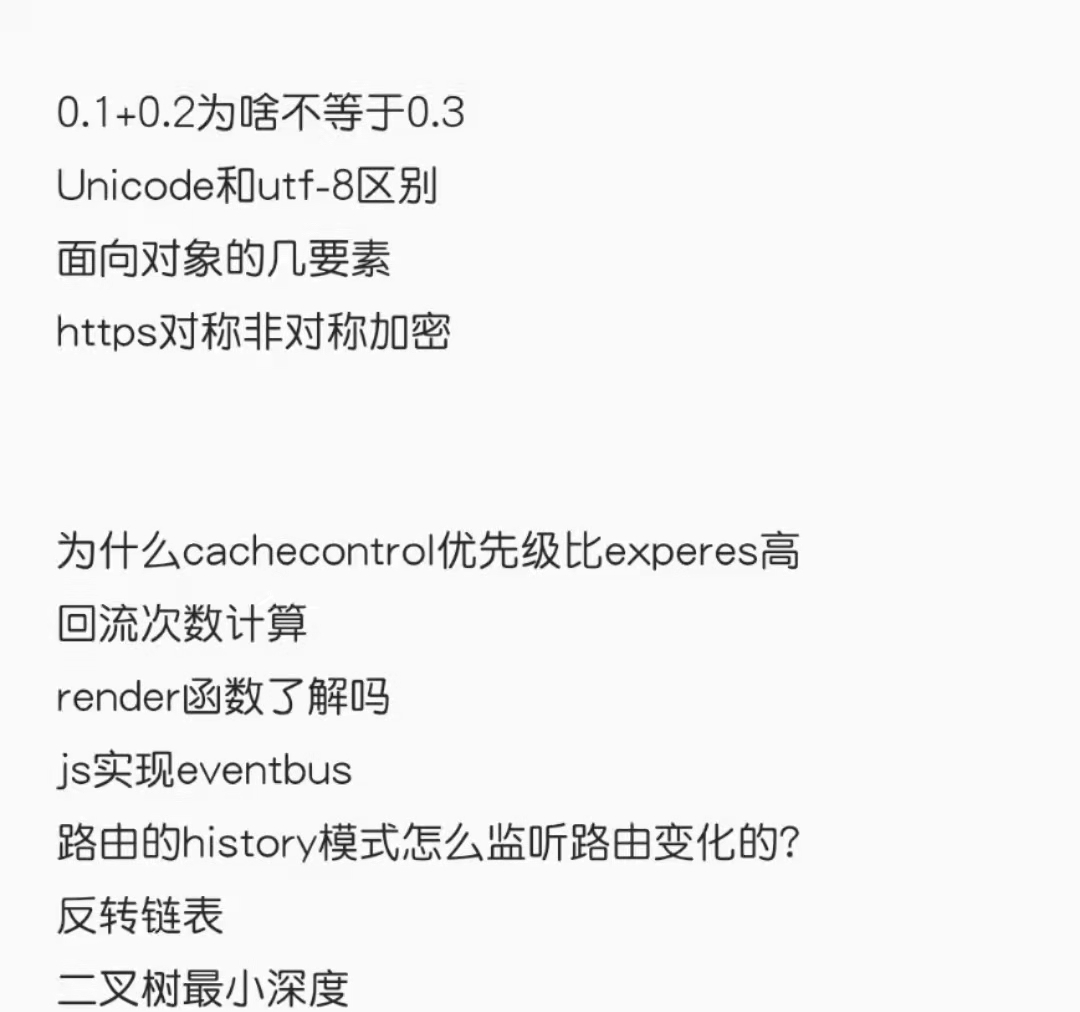 0.1+0.2为啥不等于0.3
Unicode和utf-8区别
面向对象的几要素
https对称非对称加密
为什么cachecontrol优先级比experes高
回流次数计算
render函数了解吗
js实现eventbus
路由的history模式怎么监听路由变化的?
反转链表
二叉树最小深度